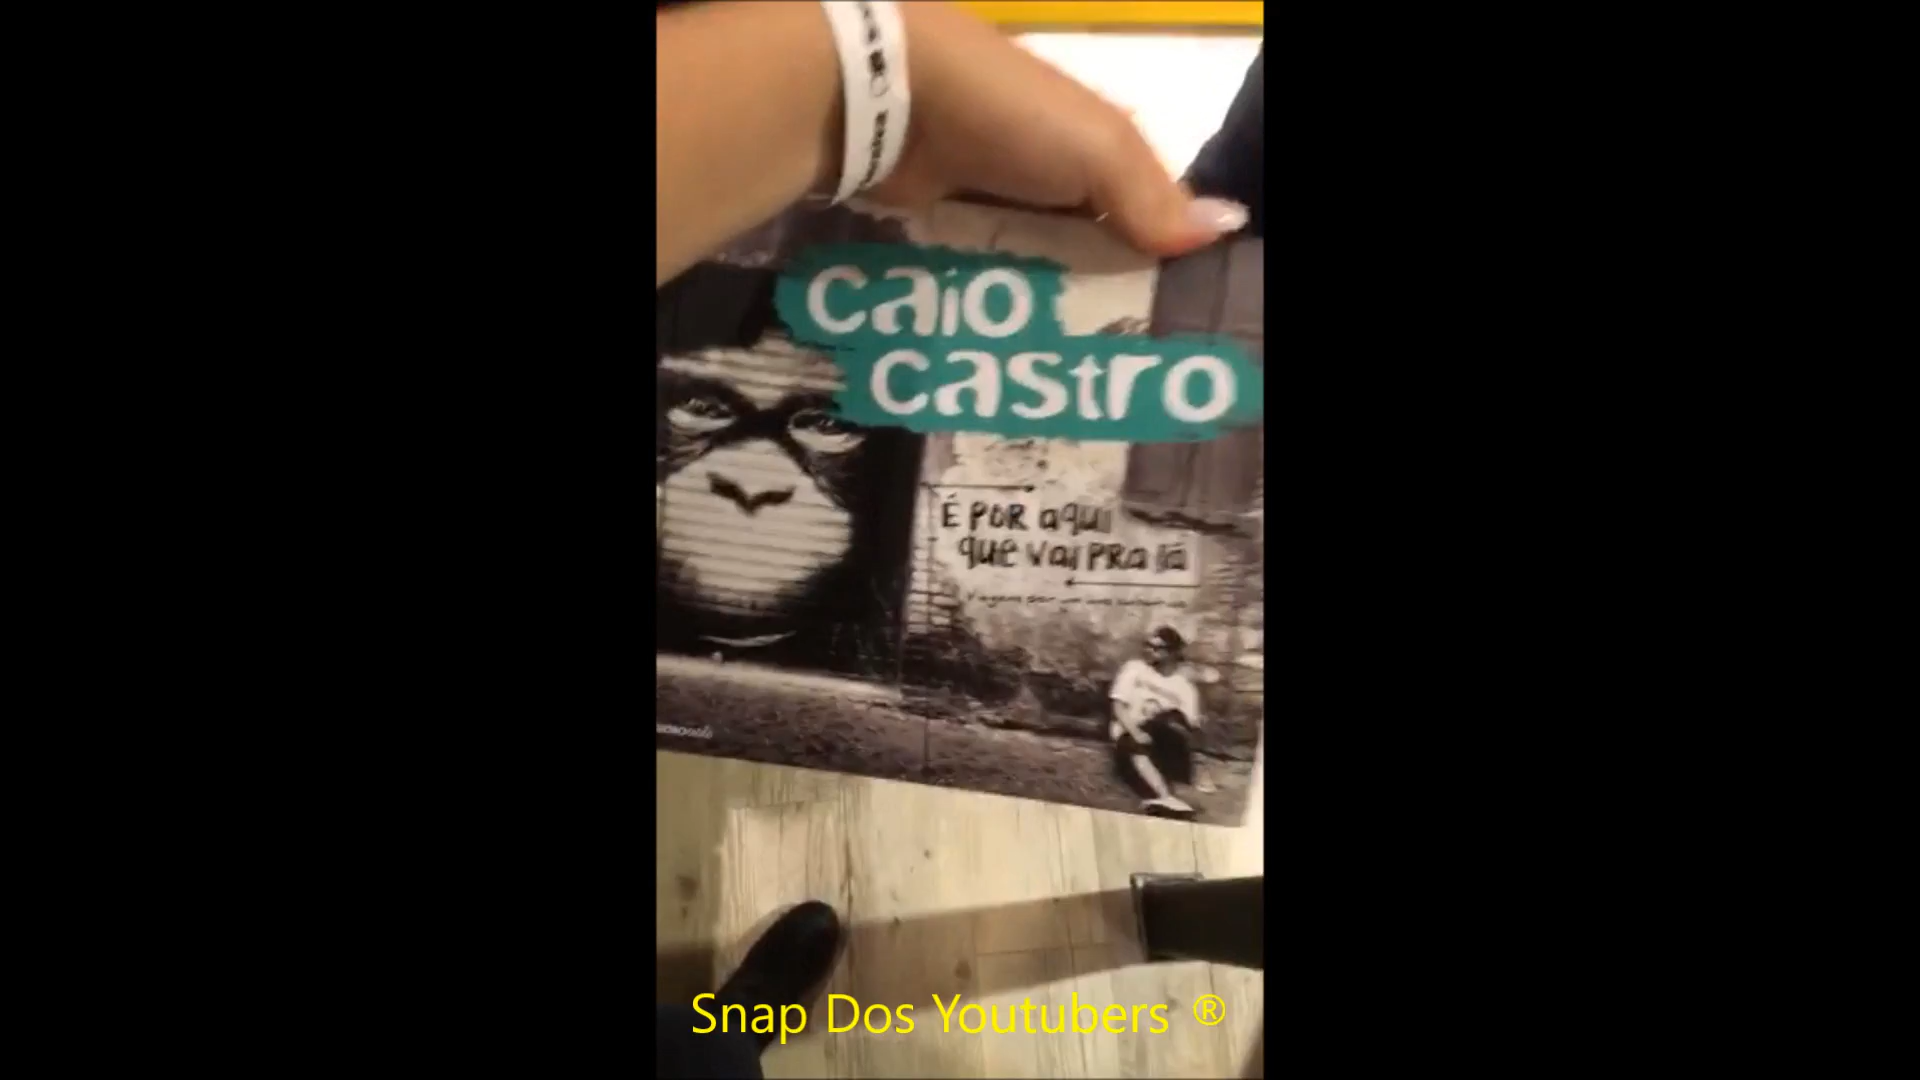 caio
castro
É POR aqui
que vai PRa lá
Snap Dos Youtubers ®